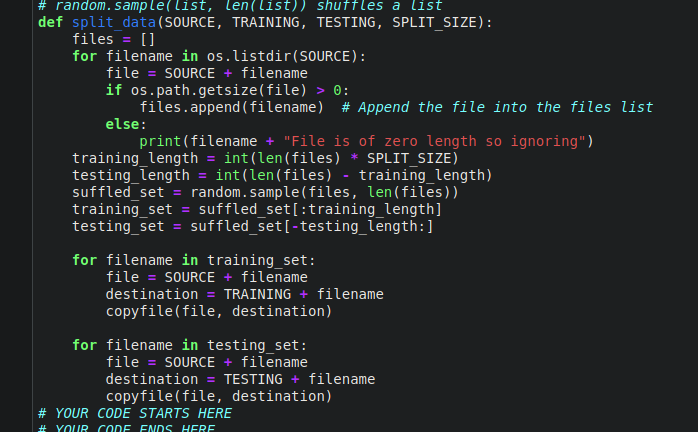 # random.sample(list, len(list)) shuffles a list
def split_data(SOURCE, TRAINING, TESTING, SPLIT_SIZE):
    files = []
    for filename in os.listdir(SOURCE):
        file = SOURCE + filename
        if os.path.getsize(file) > 0:
            files.append(filename)  # Append the file into the files list
        else:
            print(filename + "File is of zero length so ignoring")
    training_length = int(len(files) * SPLIT_SIZE)
    testing_length = int(len(files) - training_length)
    suffled_set = random.sample(files, len(files))
    training_set = suffled_set[:training_length]
    testing_set = suffled_set[-testing_length:]

    for filename in training_set:
        file = SOURCE + filename
        destination = TRAINING + filename
        copyfile(file, destination)

    for filename in testing_set:
        file = SOURCE + filename
        destination = TESTING + filename
        copyfile(file, destination)
# YOUR CODE STARTS HERE
# YOUR CODE ENDS HERE